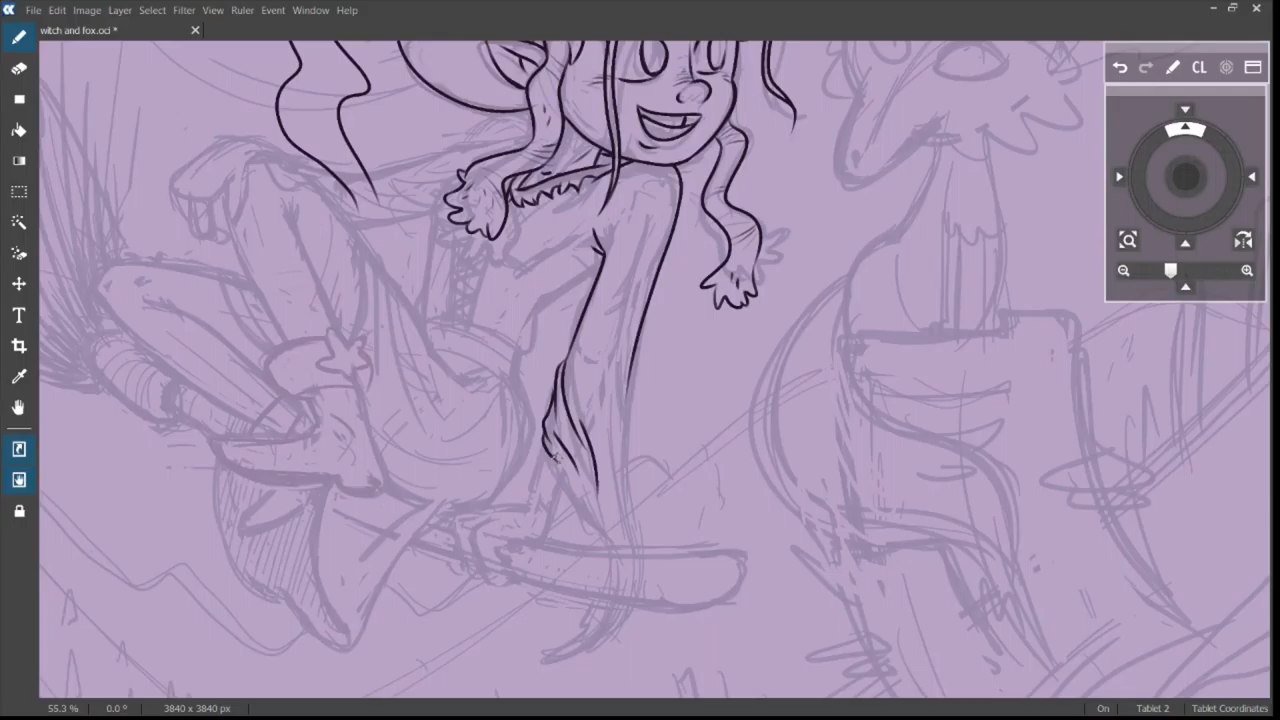 File Edit Image Layer Select Filter View Ruler Event Window Help
witch and fox.oci *
CL
55.3 % 0.0 ° 3840 x 3840 px On Tablet 2 Tablet Coordinates